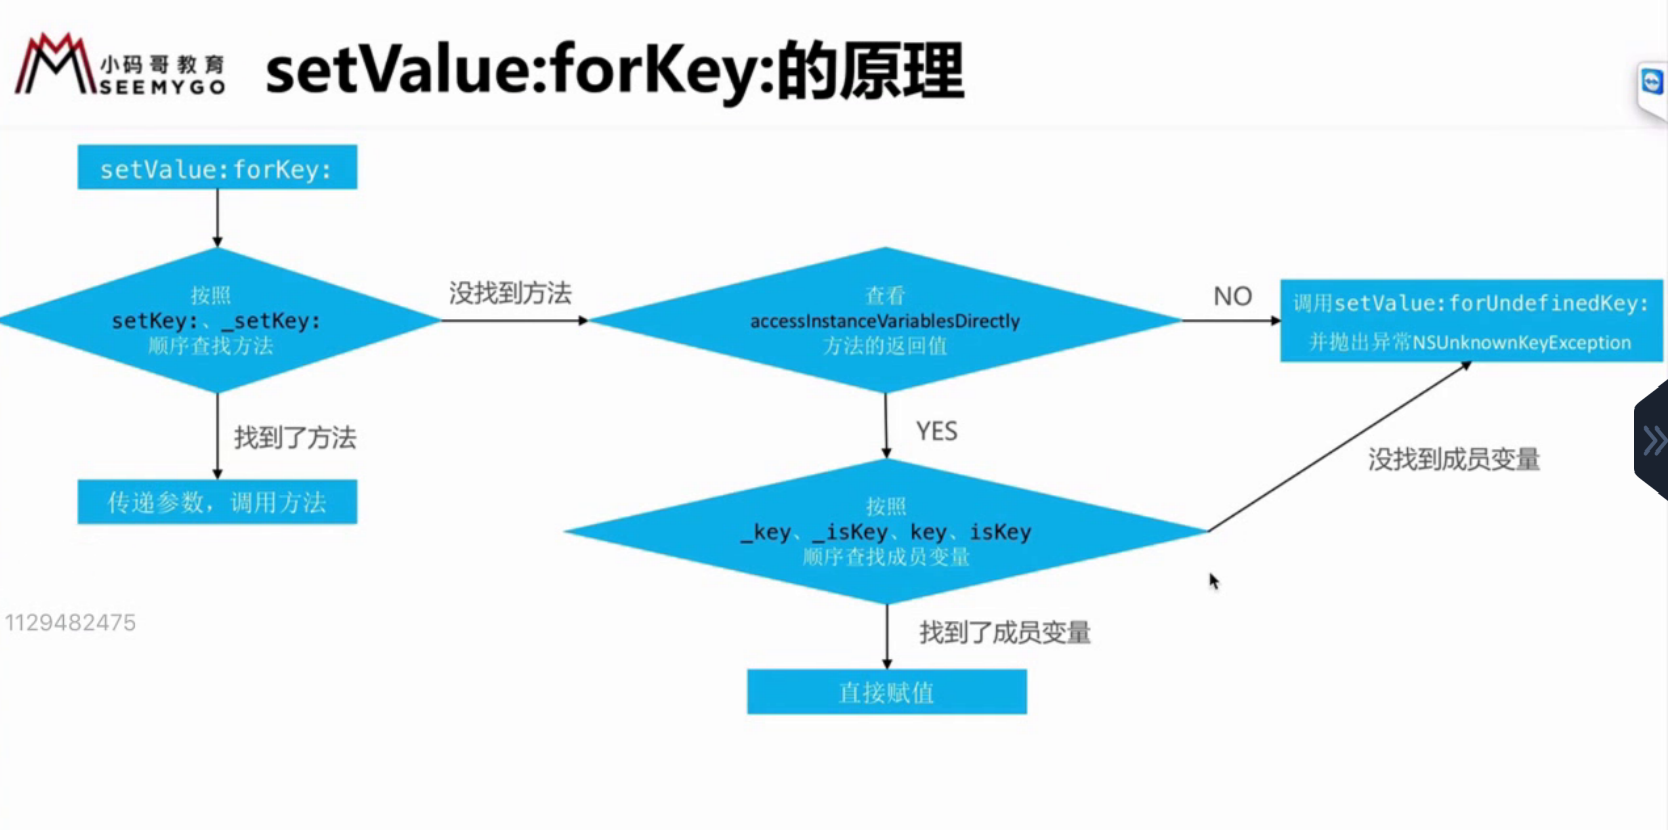 小码哥教育
SEEMYGO
setValue:forKey:的原理
setValue:forKey:
按照
setKey:、_setKey:
顺序查找方法
没找到方法
查看
accessInstanceVariablesDirectly
方法的返回值
NO
调用setValue:forUndefinedKey:
并抛出异常NSUnknownKeyException
找到了方法
传递参数，调用方法
YES
按照
_key、_isKey、key、isKey
顺序查找成员变量
没找到成员变量
找到了成员变量
直接赋值
1129482475